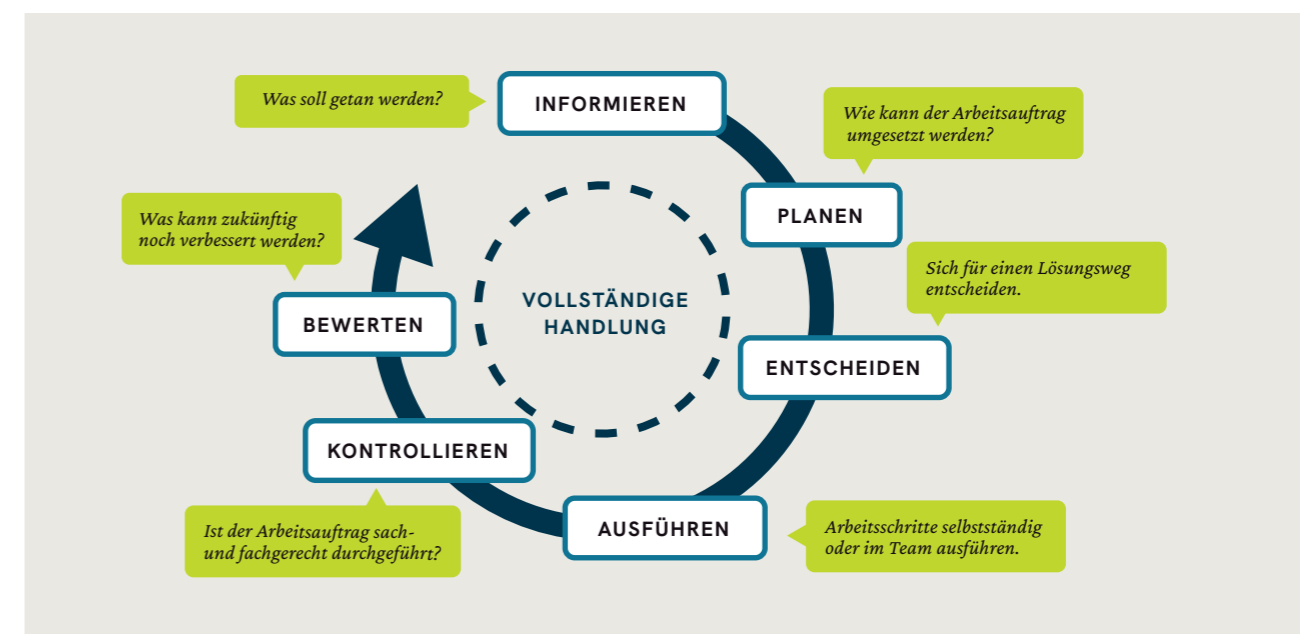 Was soll getan werden?
INFORMIEREN
Wie kann der Arbeitsauftrag
umgesetzt werden?
PLANEN
Sich für einen Lösungsweg
entscheiden.
ENTSCHEIDEN
Arbeitsschritte selbstständig
oder im Team ausführen.
AUSFÜHREN
Ist der Arbeitsauftrag sach-
und fachgerecht durchgeführt?
KONTROLLIEREN
Was kann zukünftig
noch verbessert werden?
BEWERTEN
VOLLSTÄNDIGE
HANDLUNG